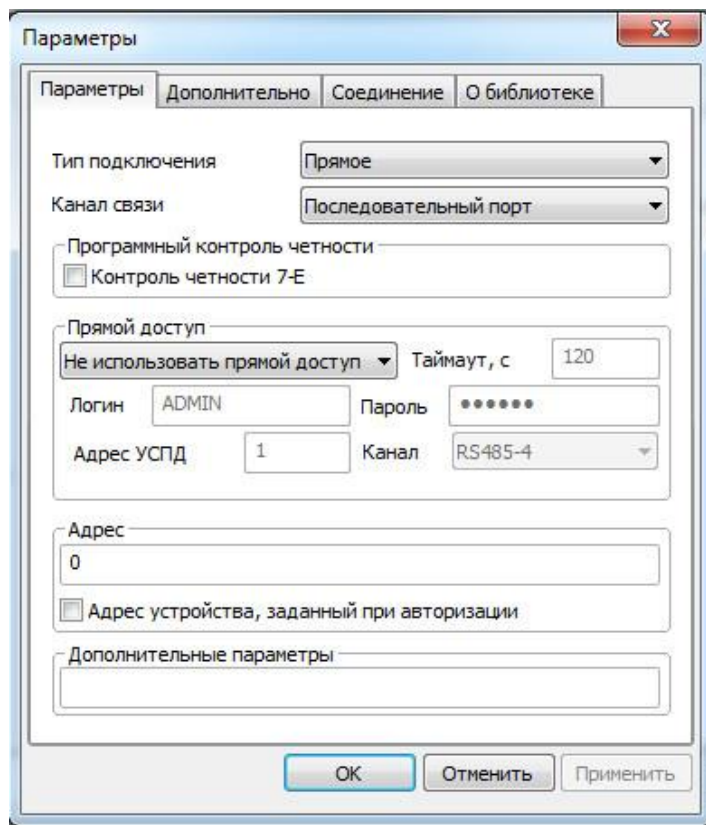 Параметры
Параметры Дополнительно Соединение О библиотеке
Тип подключения Прямое
Канал связи Последовательный порт
Программный контроль четности
Контроль четности 7-E
Прямой доступ
Не использовать прямой доступ Таймаут, с 120
Логин ADMIN Пароль ••••••
Адрес УСПД 1 Канал RS485-4
Адрес
0
Адрес устройства, заданный при авторизации
Дополнительные параметры
OK Отменить Применить